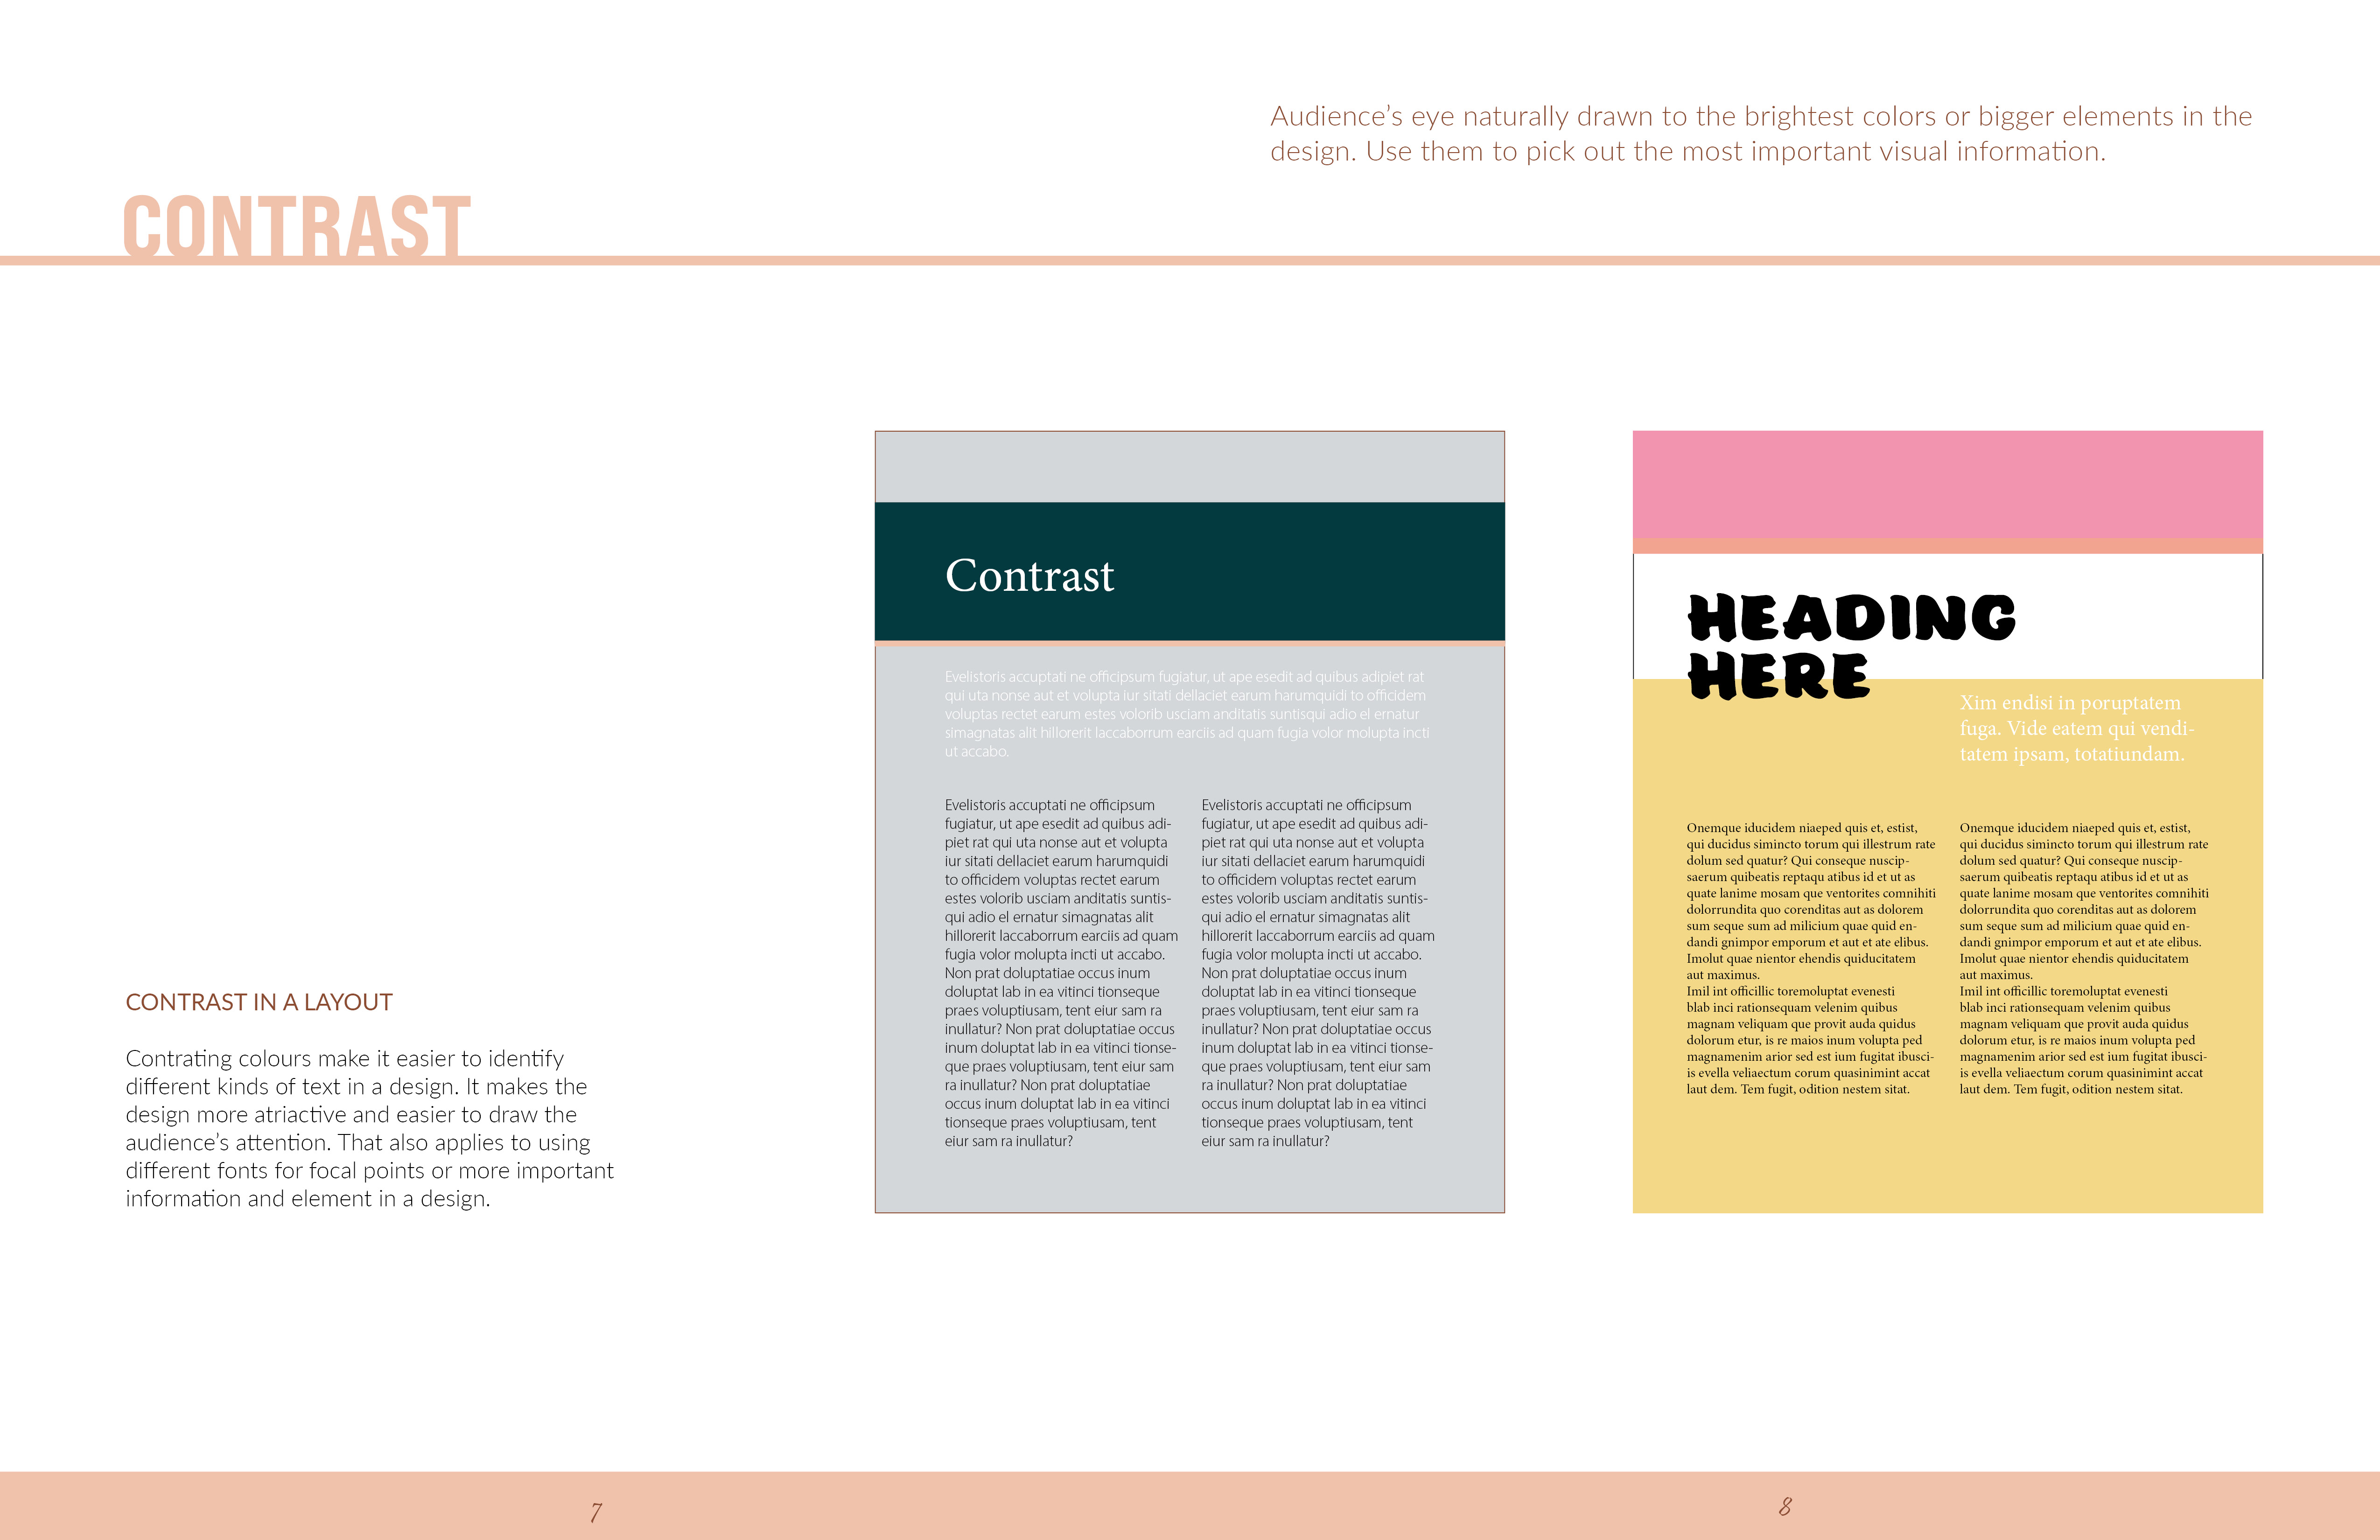 Audience’s eye naturally drawn to the brightest colors or bigger elements in the
design. Use them to pick out the most important visual information.
CONTRAST
CONTRAST IN A LAYOUT
Contrating colours make it easier to identify
different kinds of text in a design. It makes the
design more atriactive and easier to draw the
audience’s attention. That also applies to using
different fonts for focal points or more important
information and element in a design.
Contrast
Evelistoris accuptati ne officipsum fugiatur, ut ape esedit ad quibus adipiet rat
qui uta nonse aut et volupta iur sitati dellaciet earum harumquidi to officidem
voluptas rectet earum estes volorib usciam anditatis suntisqui adio el ernatur
simagnatas alit hillorerit laccaborrum earciis ad quam fugia volor molupta incti
ut accabo.
Evelistoris accuptati ne officipsum
fugiatur, ut ape esedit ad quibus adi-
piet rat qui uta nonse aut et volupta
iur sitati dellaciet earum harumquidi
to officidem voluptas rectet earum
estes volorib usciam anditatis suntis-
qui adio el ernatur simagnatas alit
hillorerit laccaborrum earciis ad quam
fugia volor molupta incti ut accabo.
Non prat doluptatiae occus inum
doluptat lab in ea vitinci tionseque
praes voluptiusam, tent eiur sam ra
inullatur? Non prat doluptatiae occus
inum doluptat lab in ea vitinci tionse-
que praes voluptiusam, tent eiur sam
ra inullatur? Non prat doluptatiae
occus inum doluptat lab in ea vitinci
tionseque praes voluptiusam, tent
eiur sam ra inullatur?
Evelistoris accuptati ne officipsum
fugiatur, ut ape esedit ad quibus adi-
piet rat qui uta nonse aut et volupta
iur sitati dellaciet earum harumquidi
to officidem voluptas rectet earum
estes volorib usciam anditatis suntis-
qui adio el ernatur simagnatas alit
hillorerit laccaborrum earciis ad quam
fugia volor molupta incti ut accabo.
Non prat doluptatiae occus inum
doluptat lab in ea vitinci tionseque
praes voluptiusam, tent eiur sam ra
inullatur? Non prat doluptatiae occus
inum doluptat lab in ea vitinci tionse-
que praes voluptiusam, tent eiur sam
ra inullatur? Non prat doluptatiae
occus inum doluptat lab in ea vitinci
tionseque praes voluptiusam, tent
eiur sam ra inullatur?
HEADING
HERE
Xim endisi in poruptatem
fuga. Vide eatem qui vendi-
tatem ipsam, totatiundam.
Onemque iducidem niaeped quis et, estist,
qui ducidus simincto torum qui illestrum rate
dolum sed quatur? Qui conseque nuscip-
saerum quibeatis reptaqu atibus id et ut as
quate lanime mosam que ventorites comnihiti
dolorrundita quo corenditas aut as dolorem
sum seque sum ad milicium quae quid en-
dandi gnimpor emporum et aut et ate elibus.
Imolut quae nientor ehendis quiducitatem
aut maximus.
Imil int officillic toremoluptat evenesti
blab inci rationsequam velenim quibus
magnam veliquam que provit auda quidus
dolorum etur, is re maios inum volupta ped
magnamenim arior sed est ium fugitat ibusci-
is evella veliaectum corum quasinimint accat
laut dem. Tem fugit, odition nestem sitat.
Onemque iducidem niaeped quis et, estist,
qui ducidus simincto torum qui illestrum rate
dolum sed quatur? Qui conseque nuscip-
saerum quibeatis reptaqu atibus id et ut as
quate lanime mosam que ventorites comnihiti
dolorrundita quo corenditas aut as dolorem
sum seque sum ad milicium quae quid en-
dandi gnimpor emporum et aut et ate elibus.
Imolut quae nientor ehendis quiducitatem
aut maximus.
Imil int officillic toremoluptat evenesti
blab inci rationsequam velenim quibus
magnam veliquam que provit auda quidus
dolorum etur, is re maios inum volupta ped
magnamenim arior sed est ium fugitat ibusci-
is evella veliaectum corum quasinimint accat
laut dem. Tem fugit, odition nestem sitat.
7
8